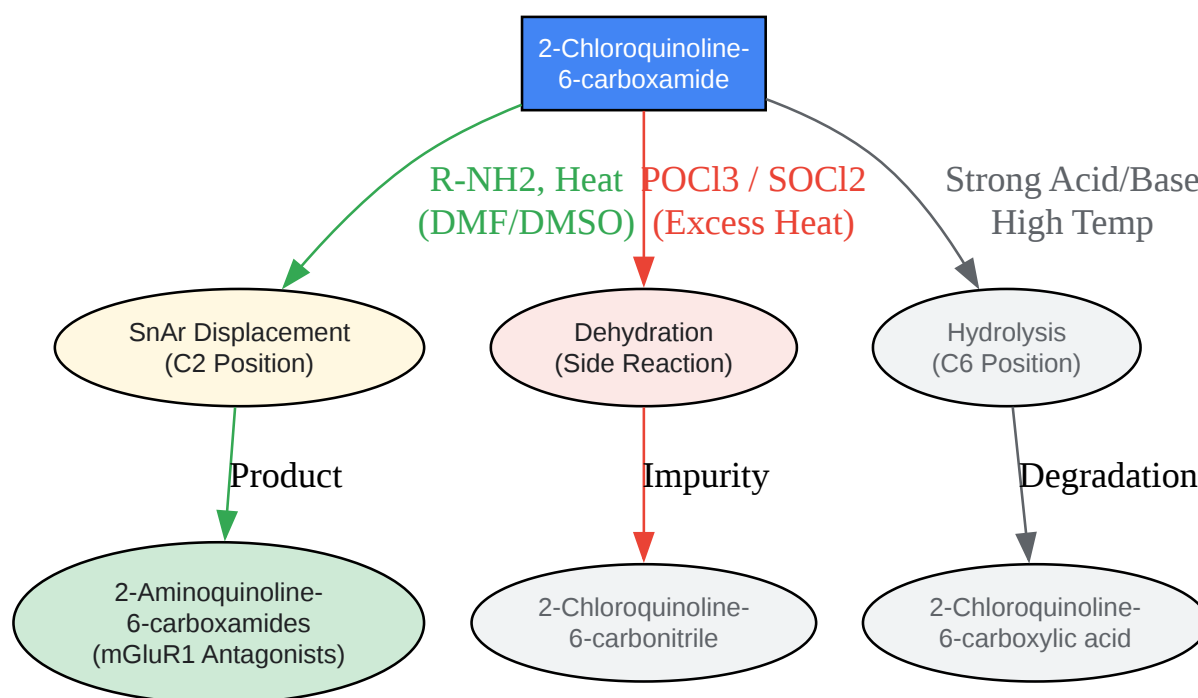 2-Chloroquinoline-
6-carboxamide
R-NH2, Heat
(DMF/DMSO)
POCl3 / SOCl2
(Excess Heat)
Strong Acid/Base
High Temp
SnAr Displacement
(C2 Position)
Dehydration
(Side Reaction)
Hydrolysis
(C6 Position)
Product
Impurity
Degradation
2-Aminoquinoline-
6-carboxamides
(mGluR1 Antagonists)
2-Chloroquinoline-
6-carbonitrile
2-Chloroquinoline-
6-carboxylic acid